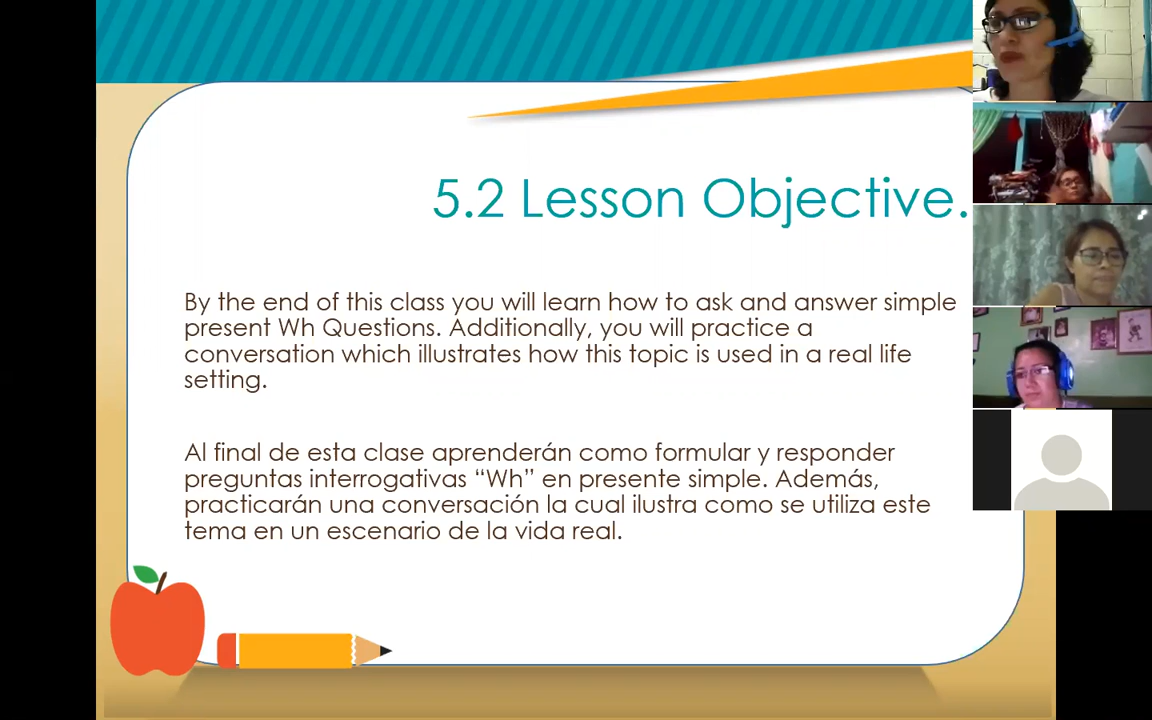 5.2 Lesson Objective.
By the end of this class you will learn how to ask and answer simple
present Wh Questions. Additionally, you will practice a
conversation which illustrates how this topic is used in a real life
setting.
Al final de esta clase aprenderán como formular y responder
preguntas interrogativas “Wh” en presente simple. Además,
practicarán una conversación la cual ilustra como se utiliza este
tema en un escenario de la vida real.